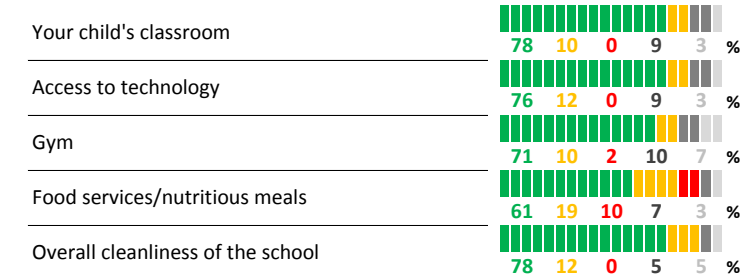 Your child's classroom
78 10 0 9 3 %
Access to technology
76 12 0 9 3 %
Gym
71 10 2 10 7 %
Food services/nutritious meals
61 19 10 7 3 %
Overall cleanliness of the school
78 12 0 5 5 %